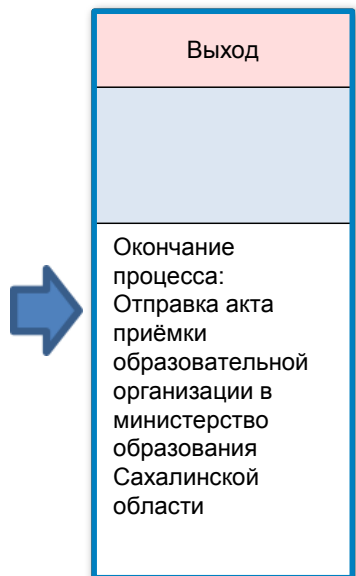 Выход
Окончание
процесса:
Отправка акта
приёмки
образовательной
организации в
министерство
образования
Сахалинской
области